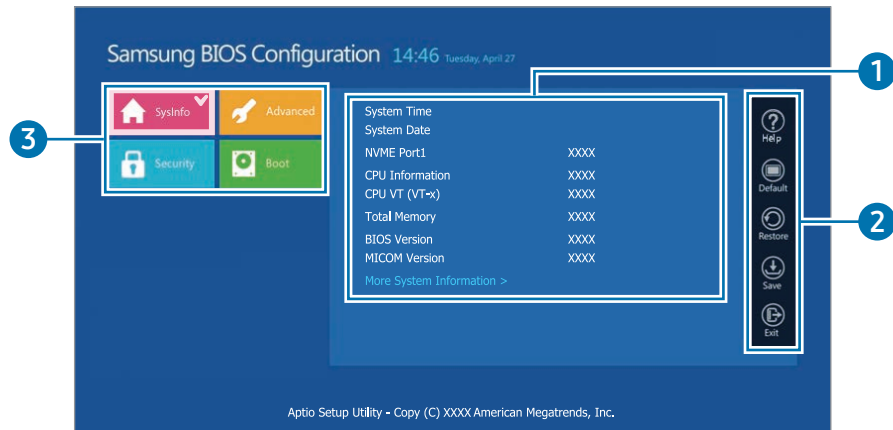 Samsung BIOS Configuration 14:46 Tuesday, April 27
1
3
SysInfo
Advanced
Security
Boot
System Time
System Date
NVME Port1 XXXX
CPU Information XXXX
CPU VT (VT-x) XXXX
Total Memory XXXX
BIOS Version XXXX
MICOM Version XXXX
More System Information >
Help
Default
2
Restore
Save
Exit
Aptio Setup Utility - Copy (C) XXXX American Megatrends, Inc.